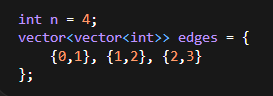 int n = 4;
vector<vector<int>> edges = {
    {0,1}, {1,2}, {2,3}
};